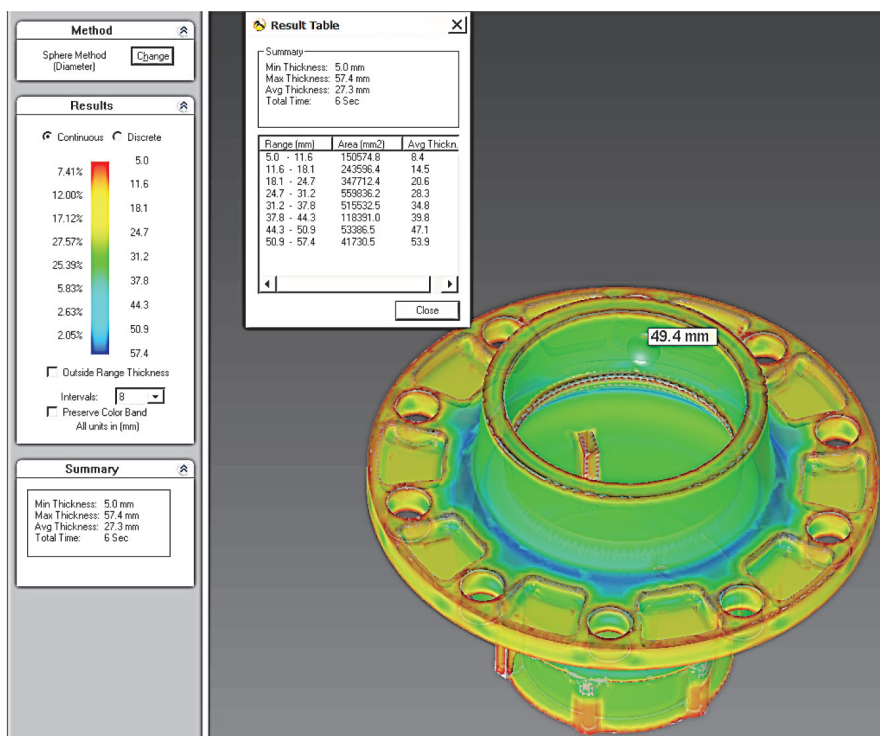 Method
Sphere Method
(Diameter)
Change
Results
Continuous Discrete
5.0
7.41%
11.6
12.00%
18.1
17.12%
24.7
27.57%
31.2
25.39%
37.8
5.83%
44.3
2.63%
50.9
2.05%
57.4
Outside Range Thickness
Intervals: 8
Preserve Color Band
All units in (mm)
Summary
Min Thickness: 5.0 mm
Max Thickness: 57.4 mm
Avg Thickness: 27.3 mm
Total Time: 6 Sec
Result Table
Summary
Min Thickness: 5.0 mm
Max Thickness: 57.4 mm
Avg Thickness: 27.3 mm
Total Time: 6 Sec
Range (mm) Area (mm2) Avg Thickn.
5.0 - 11.6 150574.8 8.4
11.6 - 18.1 243596.4 14.5
18.1 - 24.7 347712.4 20.6
24.7 - 31.2 559836.2 28.3
31.2 - 37.8 515532.5 34.8
37.8 - 44.3 118391.0 39.8
44.3 - 50.9 53386.5 47.1
50.9 - 57.4 41730.5 53.9
Close
49.4 mm